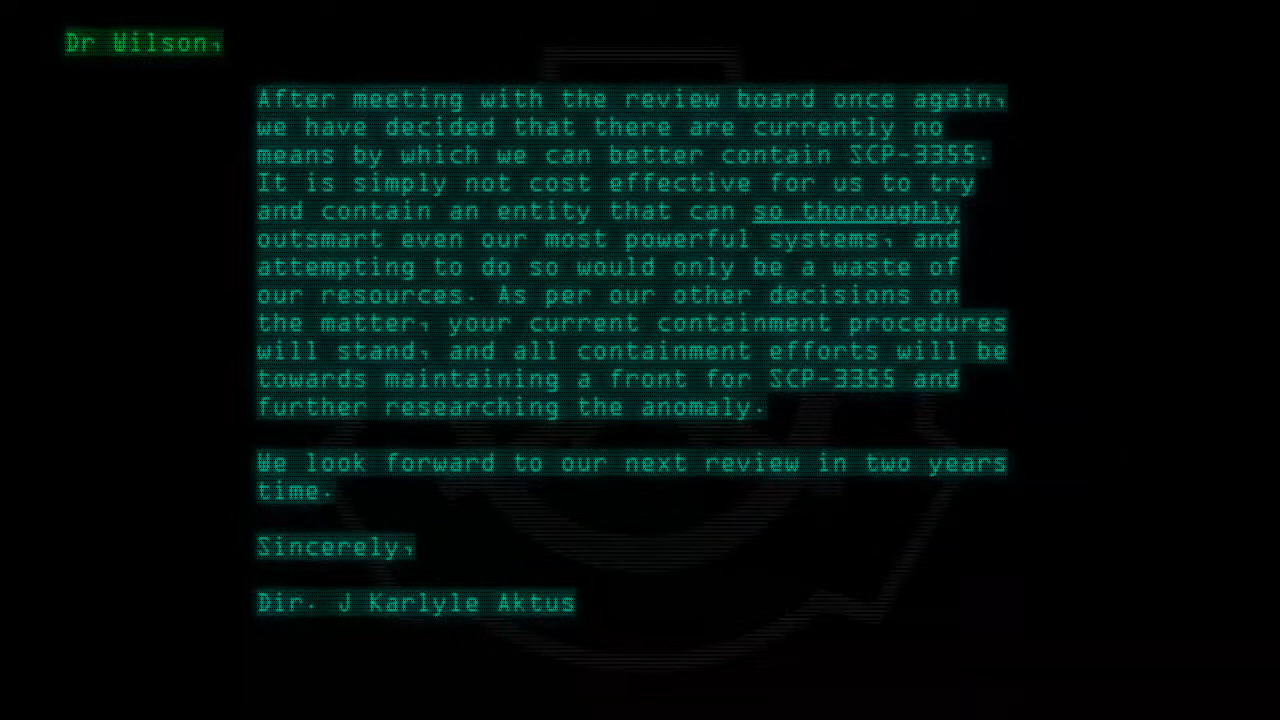 Dr Wilson,
After meeting with the review board once again,
we have decided that there are currently no
means by which we can better contain SCP-3355.
It is simply not cost effective for us to try
and contain an entity that can so thoroughly
outsmart even our most powerful systems, and
attempting to do so would only be a waste of
our resources. As per our other decisions on
the matter, your current containment procedures
will stand, and all containment efforts will be
towards maintaining a front for SCP-3355 and
further researching the anomaly.
We look forward to our next review in two years
time.
Sincerely,
Dir. J Karlyle Aktus